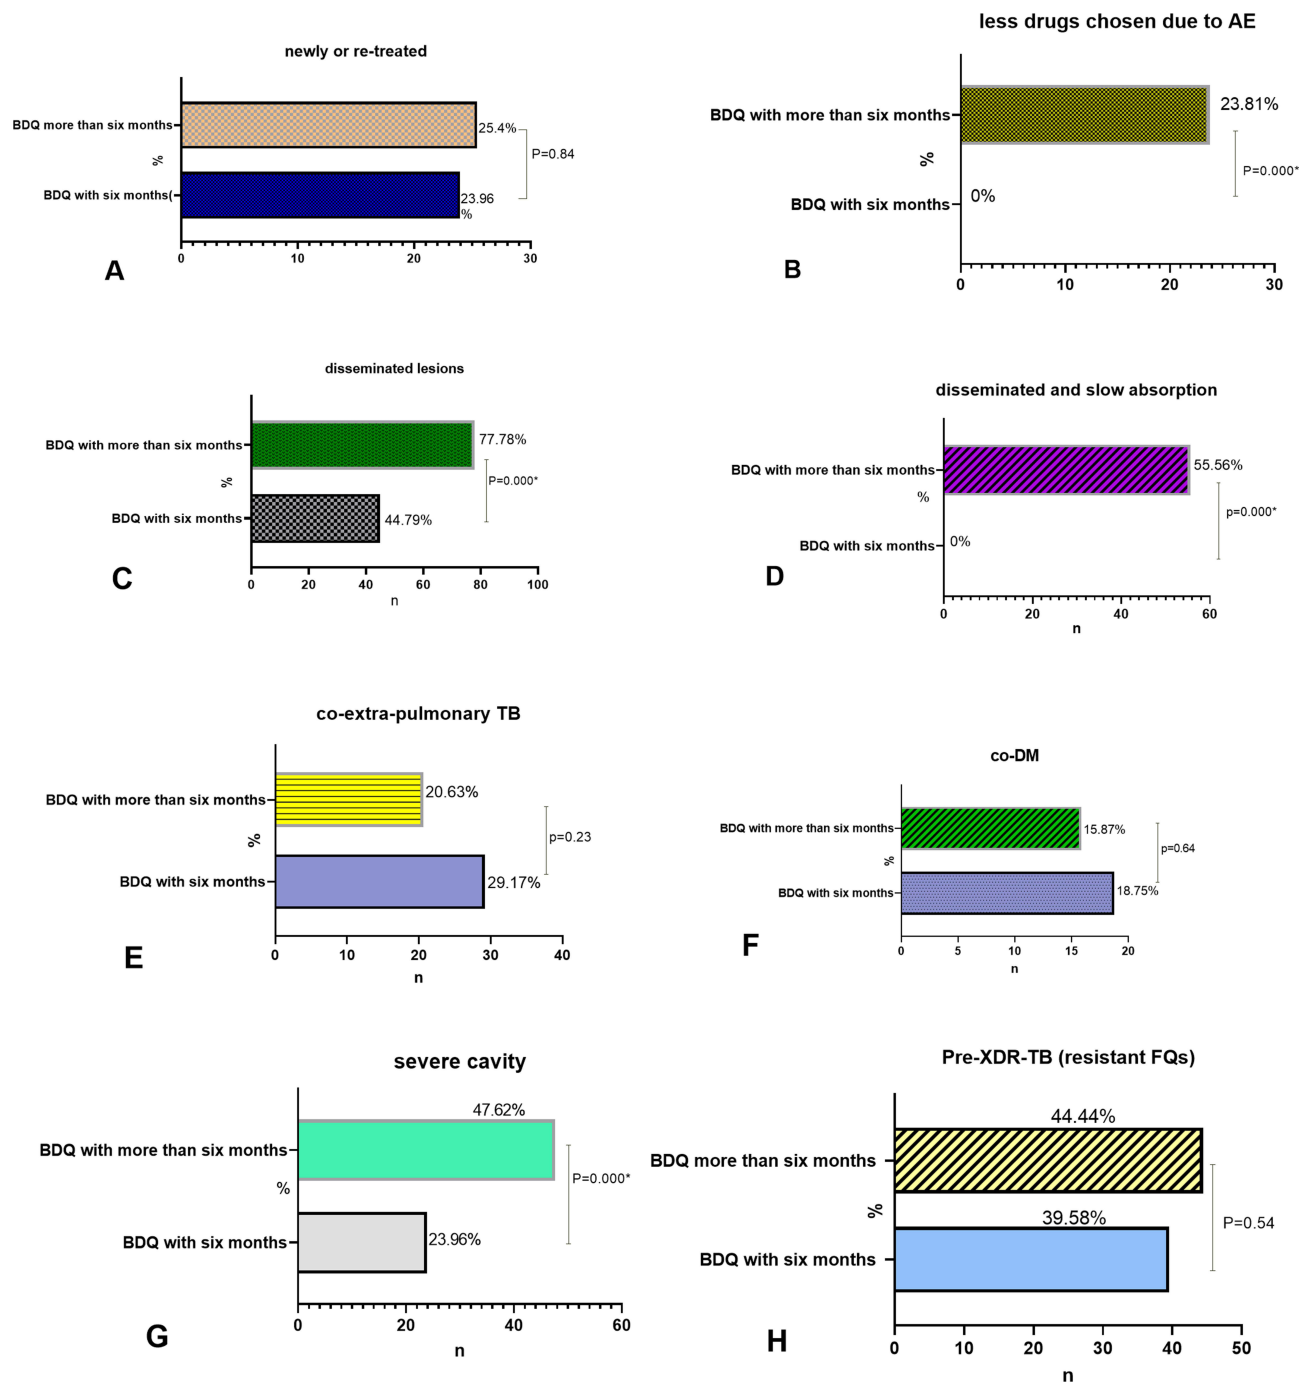 newly or re-treated
BDQ more than six months
25.4%
P=0.84
%
BDQ with six months(
23.96
%
0 10 20 30
A
less drugs chosen due to AE
BDQ with more than six months
23.81%
P=0.000*
%
BDQ with six months
0%
0 10 20 30
B
disseminated lesions
BDQ with more than six months
77.78%
P=0.000*
%
BDQ with six months
44.79%
0 20 40 60 80 100
n
C
disseminated and slow absorption
BDQ with more than six months
55.56%
%
p=0.000*
BDQ with six months
0%
0 20 40 60
n
D
co-extra-pulmonary TB
BDQ with more than six months
20.63%
%
p=0.23
BDQ with six months
29.17%
0 10 20 30 40
n
E
co-DM
BDQ with more than six months
15.87%
p=0.64
%
BDQ with six months
18.75%
0 5 10 15 20
n
F
severe cavity
47.62%
BDQ with more than six months
P=0.000*
%
BDQ with six months
23.96%
0 20 40 60
n
G
Pre-XDR-TB (resistant FQs)
44.44%
BDQ more than six months
%
39.58%
P=0.54
BDQ with six months
0 10 20 30 40 50
n
H